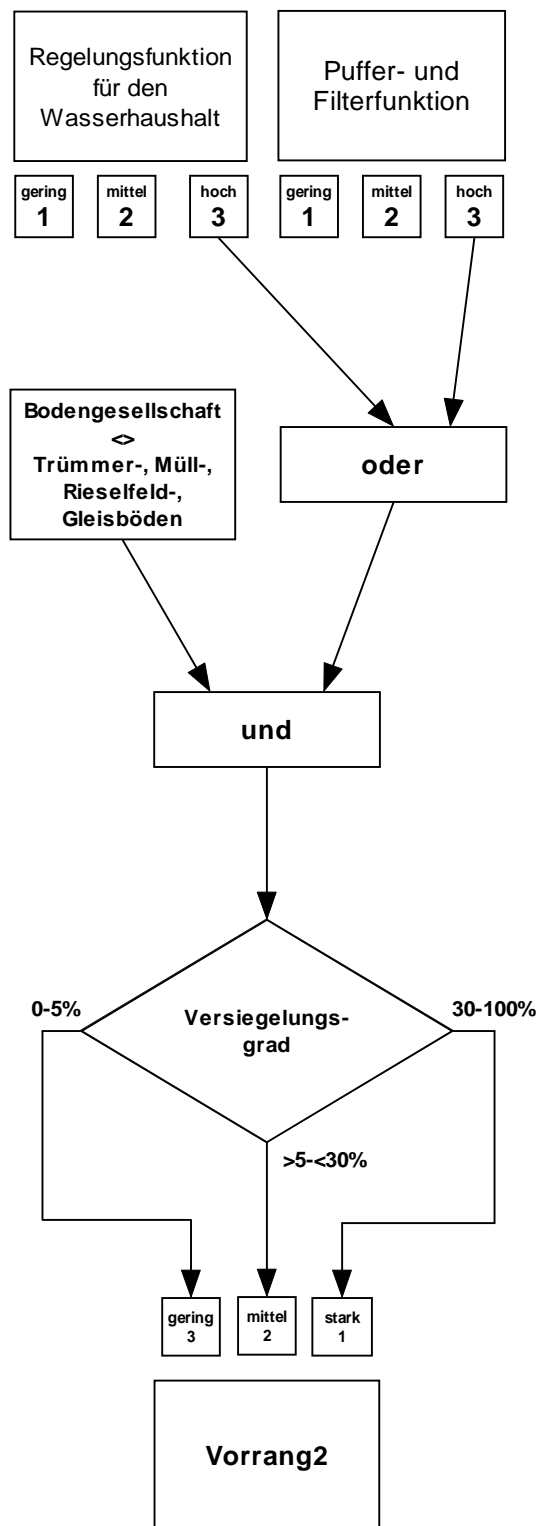 Regelungsfunktion
für den
Wasserhaushalt
Puffer- und
Filterfunktion
gering
1
mittel
2
hoch
3
gering
1
mittel
2
hoch
3
Bodengesellschaft
<>
Trümmer-, Müll-,
Rieselfeld-,
Gleisböden
oder
und
0-5%
Versiegelungs-
grad
30-100%
>5-<30%
gering
3
mittel
2
stark
1
Vorrang2